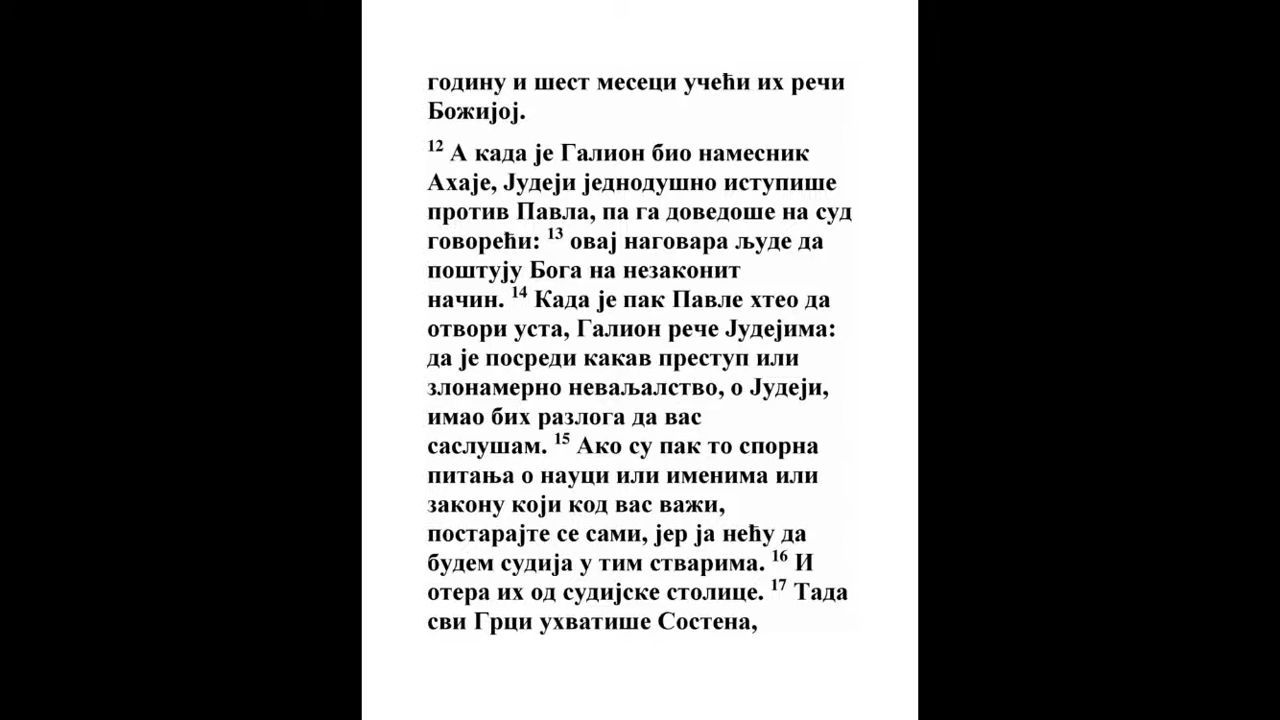 годину и шест месеци учећи их речи
Божијој.
12 А када је Галион био намесник
Ахаје, Јудеји једнодушно иступише
против Павла, па га доведоше на суд
говорећи: 13 овај наговара људе да
поштују Бога на незаконит
начин. 14 Када је пак Павле хтео да
отвори уста, Галион рече Јудејима:
да је посреди какав преступ или
злонамерно неваљалство, о Јудеји,
имао бих разлога да вас
саслушам. 15 Ако су пак то спорна
питања о науци или именима или
закону који код вас важи,
постарајте се сами, јер ја нећу да
будем судија у тим стварима. 16 И
отера их од судијске столице. 17 Тада
сви Грци ухватише Состена,